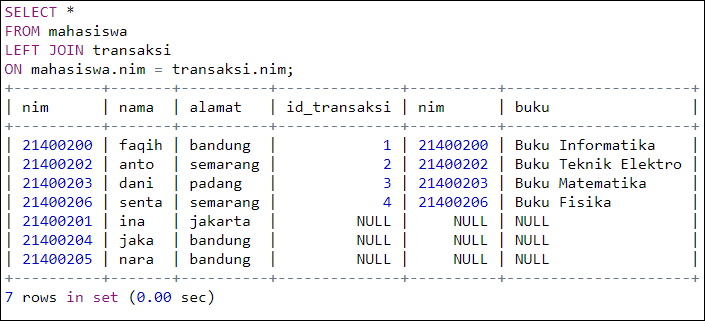 SELECT *
FROM mahasiswa
LEFT JOIN transaksi
ON mahasiswa.nim = transaksi.nim;
+----------+-------+----------+--------------+----------+---------------------+
| nim      | nama  | alamat   | id_transaksi | nim      | buku                |
+----------+-------+----------+--------------+----------+---------------------+
| 21400200 | faqih | bandung  |            1 | 21400200 | Buku Informatika    |
| 21400202 | anto  | semarang |            2 | 21400202 | Buku Teknik Elektro |
| 21400203 | dani  | padang   |            3 | 21400203 | Buku Matematika     |
| 21400206 | senta | semarang |            4 | 21400206 | Buku Fisika         |
| 21400201 | ina   | jakarta  |         NULL |     NULL | NULL                |
| 21400204 | jaka  | bandung  |         NULL |     NULL | NULL                |
| 21400205 | nara  | bandung  |         NULL |     NULL | NULL                |
+----------+-------+----------+--------------+----------+---------------------+
7 rows in set (0.00 sec)